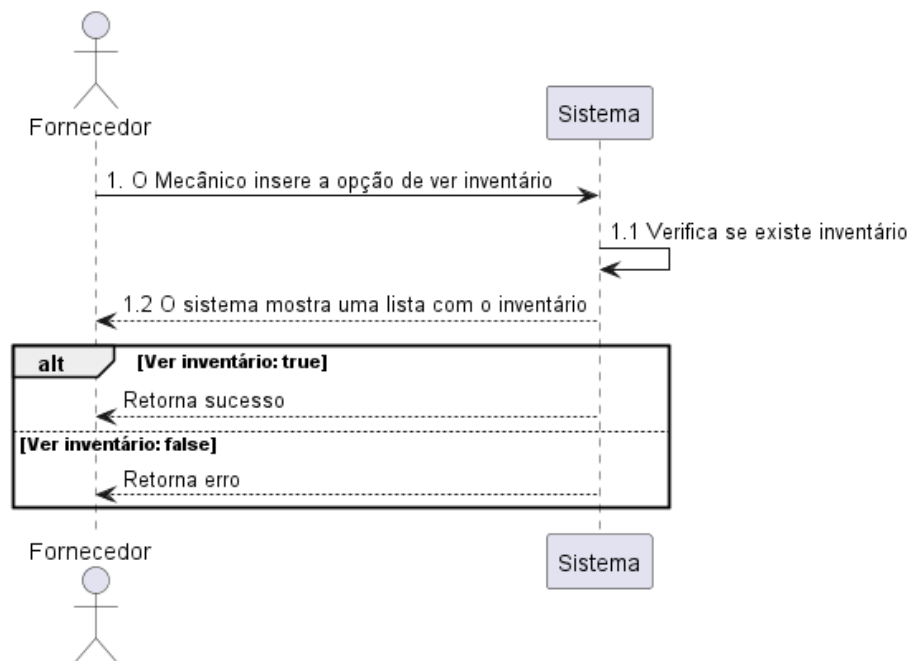 Fornecedor
Sistema
1. O Mecânico insere a opção de ver inventário
1.1 Verifica se existe inventário
1.2 O sistema mostra uma lista com o inventário
alt [Ver inventário: true]
Retorna sucesso
[Ver inventário: false]
Retorna erro
Fornecedor
Sistema